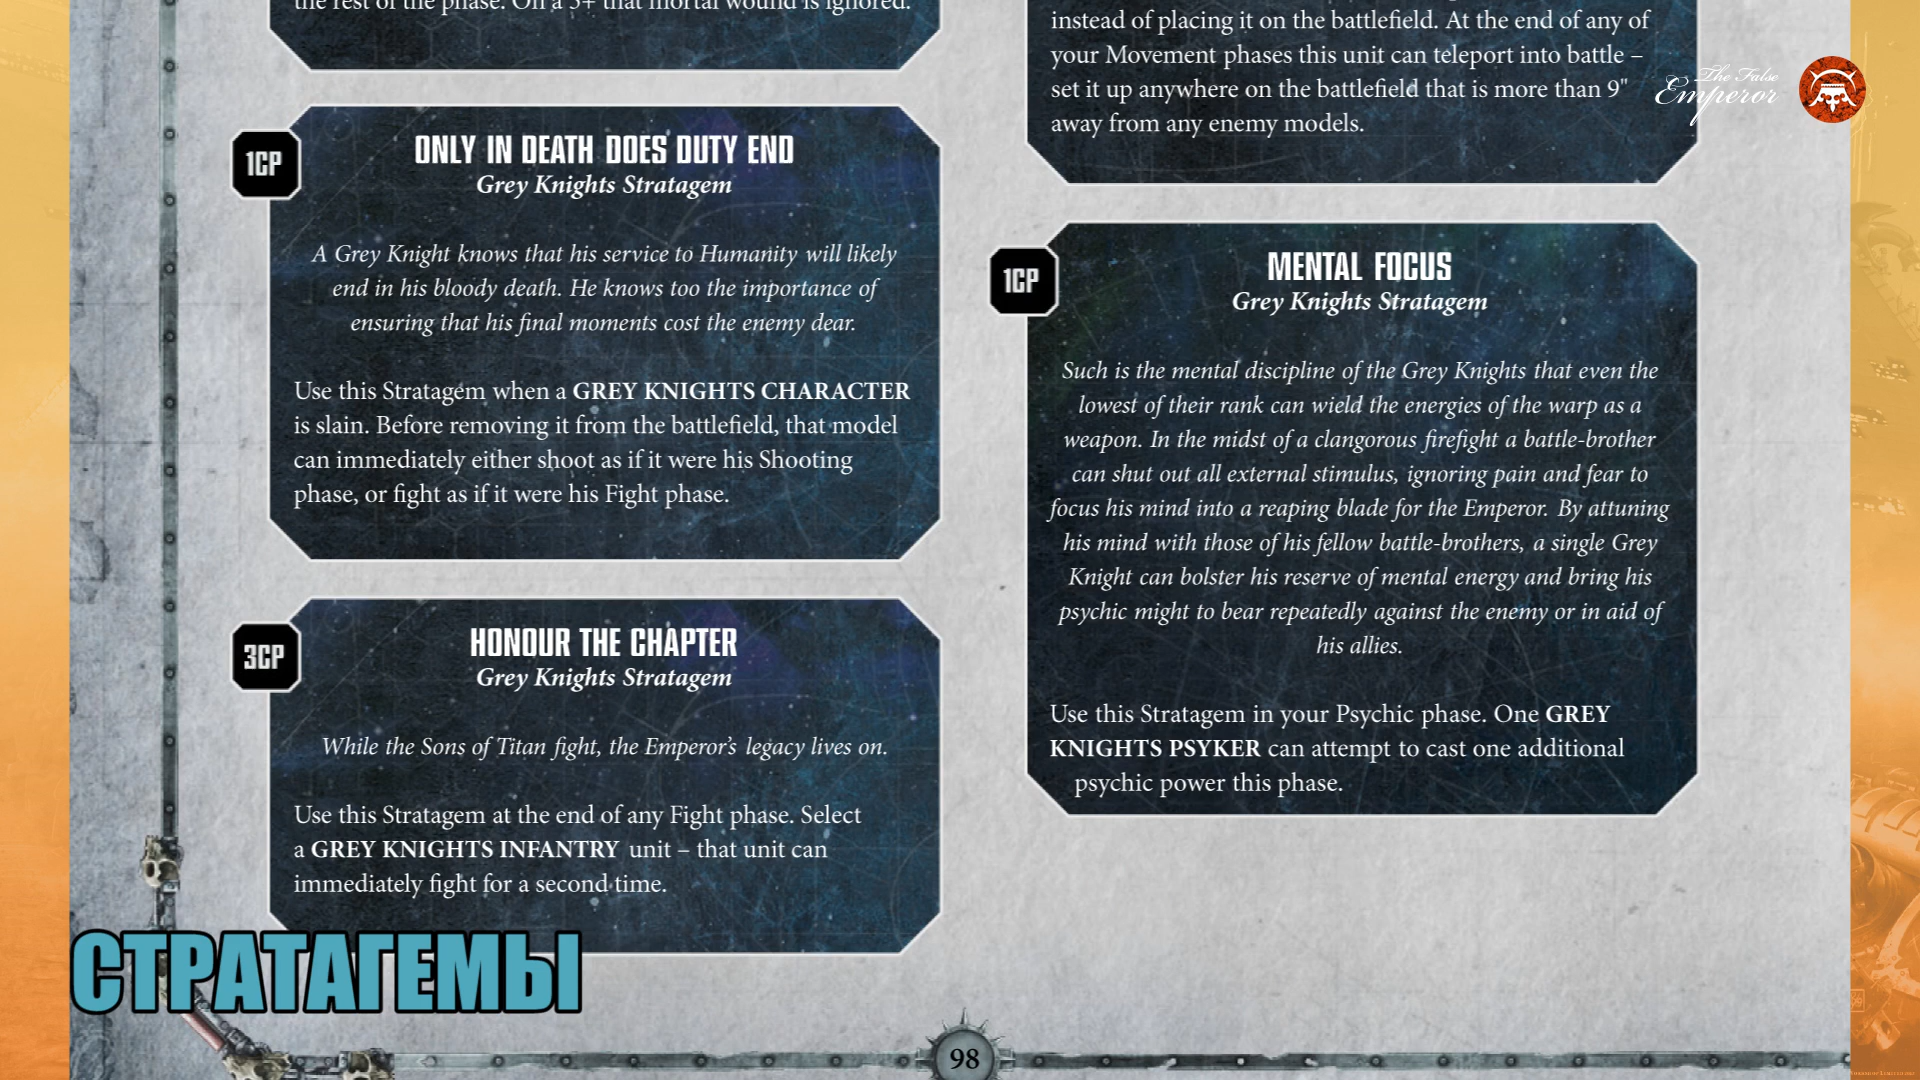 the rest of the phase. On a 5+ that mortal wound is ignored.
1CP
ONLY IN DEATH DOES DUTY END
Grey Knights Stratagem
A Grey Knight knows that his service to Humanity will likely
end in his bloody death. He knows too the importance of
ensuring that his final moments cost the enemy dear.
Use this Stratagem when a GREY KNIGHTS CHARACTER
is slain. Before removing it from the battlefield, that model
can immediately either shoot as if it were his Shooting
phase, or fight as if it were his Fight phase.
3CP
HONOUR THE CHAPTER
Grey Knights Stratagem
While the Sons of Titan fight, the Emperor's legacy lives on.
Use this Stratagem at the end of any Fight phase. Select
a GREY KNIGHTS INFANTRY unit – that unit can
immediately fight for a second time.
instead of placing it on the battlefield. At the end of any of
your Movement phases this unit can teleport into battle –
set it up anywhere on the battlefield that is more than 9"
away from any enemy models.
The False
Emperor
1CP
MENTAL FOCUS
Grey Knights Stratagem
Such is the mental discipline of the Grey Knights that even the
lowest of their rank can wield the energies of the warp as a
weapon. In the midst of a clangorous firefight a battle-brother
can shut out all external stimulus, ignoring pain and fear to
focus his mind into a reaping blade for the Emperor. By attuning
his mind with those of his fellow battle-brothers, a single Grey
Knight can bolster his reserve of mental energy and bring his
psychic might to bear repeatedly against the enemy or in aid of
his allies.
Use this Stratagem in your Psychic phase. One GREY
KNIGHTS PSYKER can attempt to cast one additional
psychic power this phase.
СТРАТАГЕМЫ
98